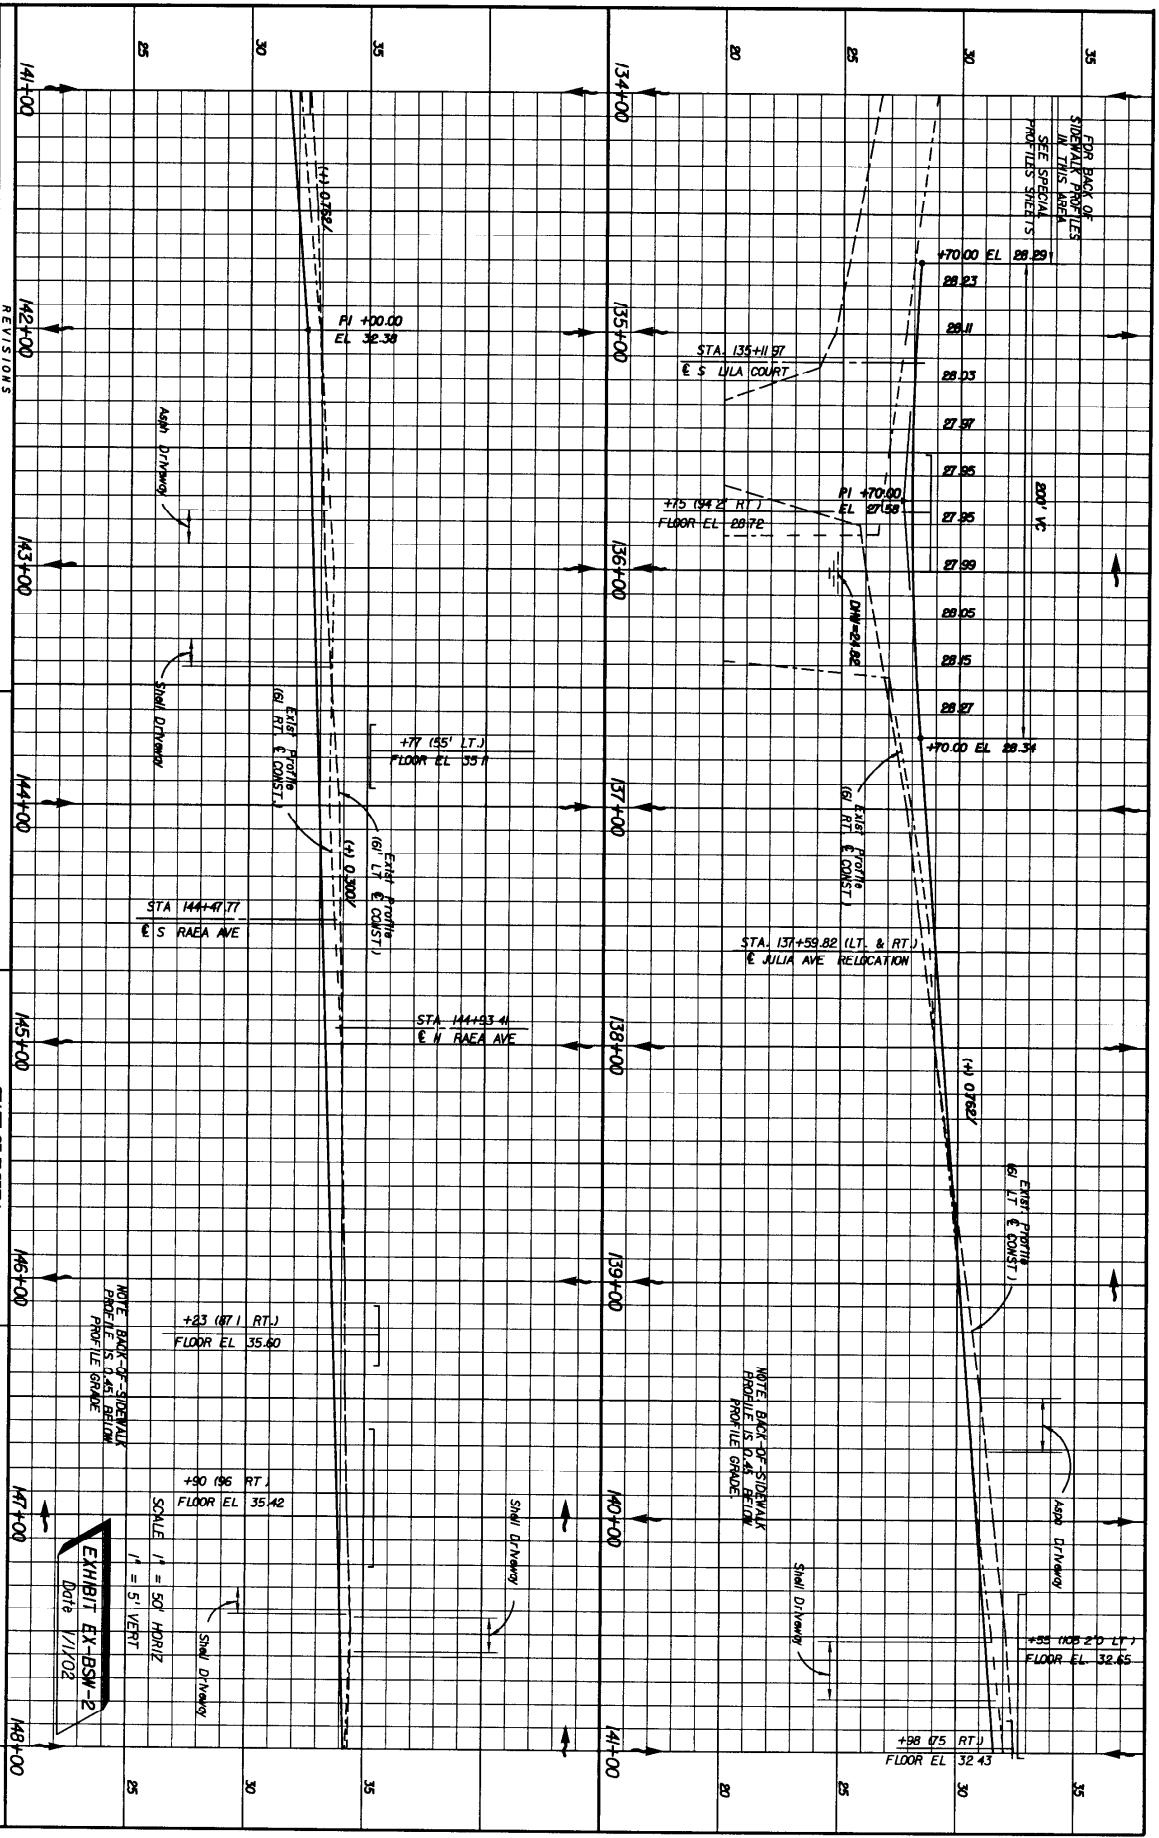 35
30
25
20
FOR BACK OF
SIDEWALK PROFILES
IN THIS AREA
SEE SPECIAL
PROFILES SHEETS
+70.00 EL 28.29
28.23
28.11
28.03
27.97
27.95
27.95
27.99
28.05
28.15
28.27
+70.00 EL 28.34
200' VC
PI +70.00
EL 27.58
STA. 135+11.97
℄ S LILA COURT
+75 (94.2' RT.)
FLOOR EL 28.72
DHW=24.82
Exist Profile
(61 RT ℄ CONST.)
STA. 137+59.82 (LT. & RT.)
℄ JULIA AVE RELOCATION
(+) 0.762%
Exist. Profile
(61 LT ℄ CONST)
NOTE: BACK-OF-SIDEWALK
PROFILE IS 0.45' BELOW
PROFILE GRADE.
Asph Driveway
Shell Driveway
FLOOR EL. 32.65
+98 (75 RT.)
FLOOR EL 32.43
35
30
25
20
134+00
135+00
136+00
137+00
138+00
139+00
140+00
141+00
35
30
25
(+) 0.762%
PI +00.00
EL 32.38
Asph Driveway
Shell Driveway
Exist Profile
(61 RT ℄ CONST.)
+77 (55' LT.)
FLOOR EL 35.11
Exist Profile
(61' LT ℄ CONST)
(+) 0.300%
STA 144+47.77
℄ S RAEA AVE
STA 144+93.41
℄ N RAEA AVE
+23 (87.1 RT.)
FLOOR EL 35.60
NOTE BACK-OF-SIDEWALK
PROFILE IS 0.45' BELOW
PROFILE GRADE
+90 (96 RT.)
FLOOR EL 35.42
Shell Driveway
Shell Driveway
SCALE 1" = 50' HORIZ
1" = 5' VERT
EXHIBIT EX-BSW-2
Date 1/1/02
35
30
25
141+00
142+00
143+00
144+00
145+00
146+00
147+00
148+00
REVISIONS